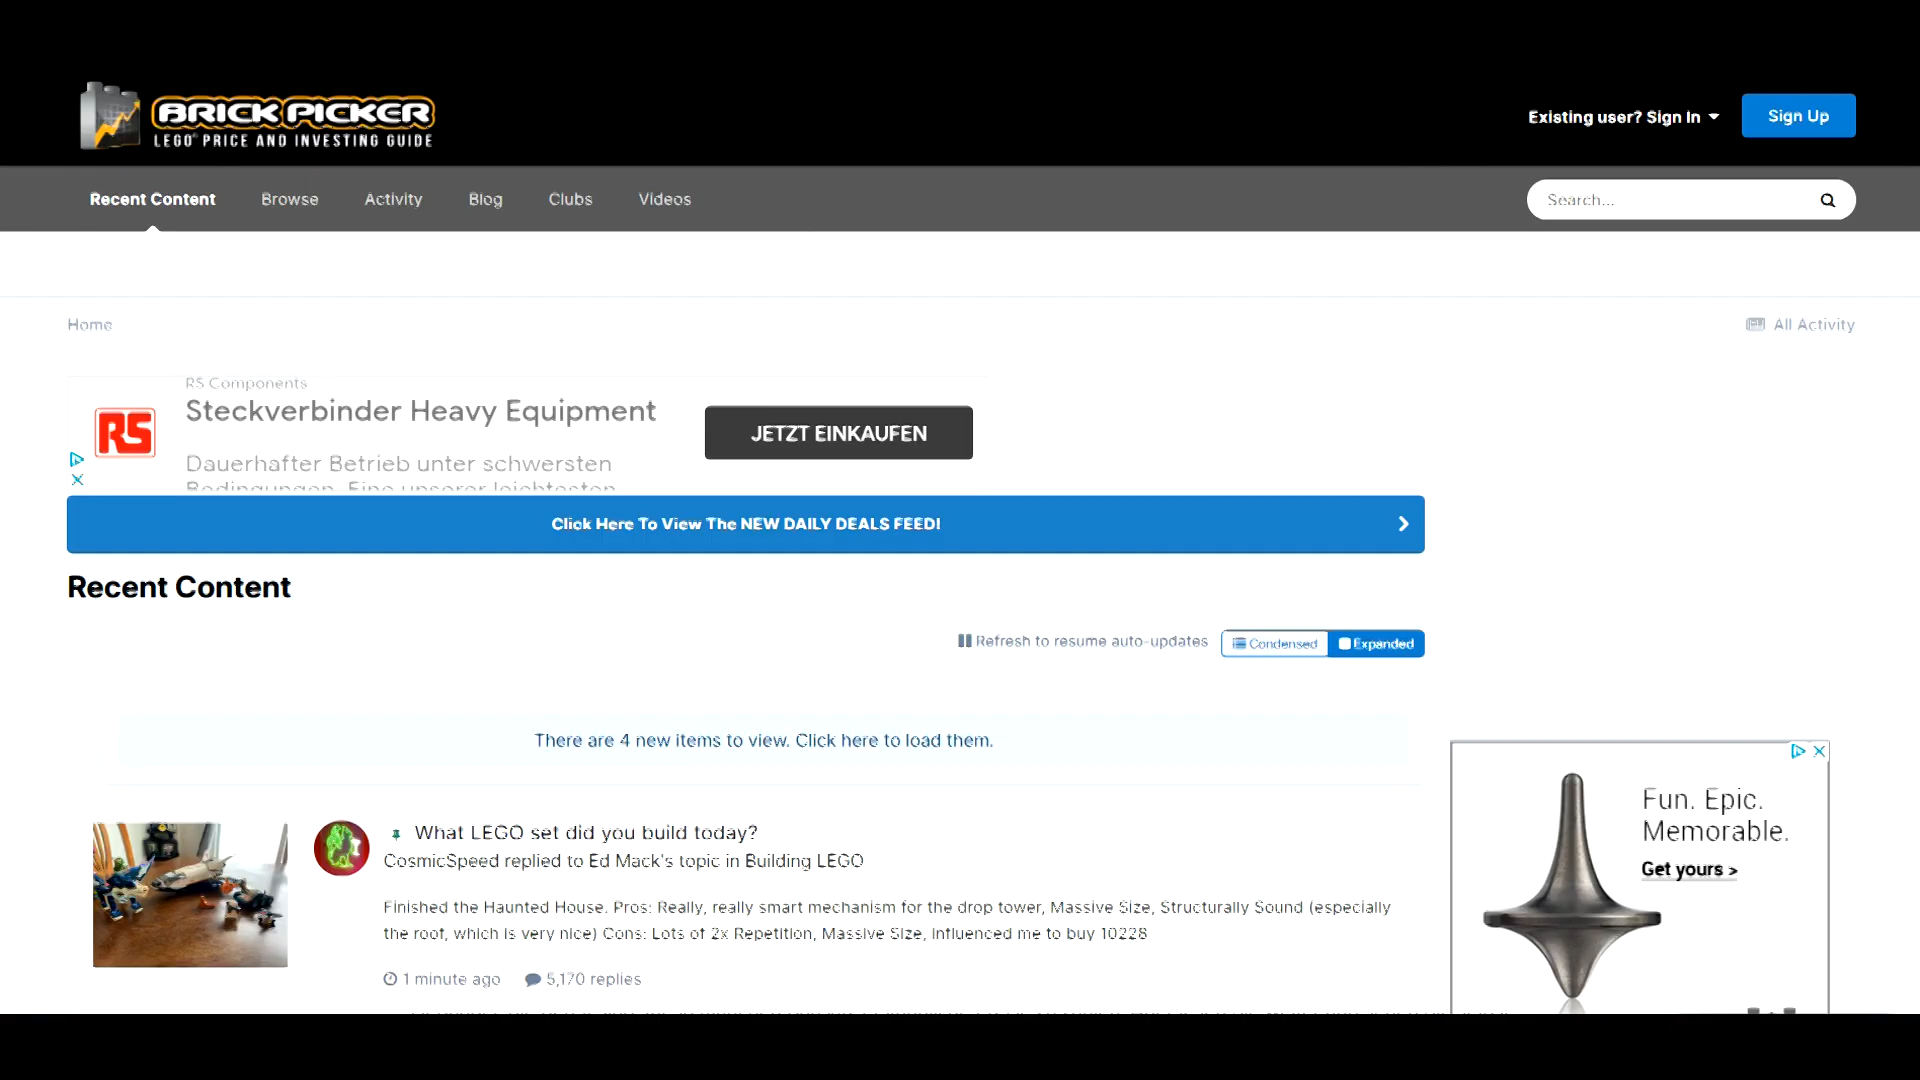 BRICK PICKER
LEGO® PRICE AND INVESTING GUIDE
Existing user? Sign In
Sign Up
Recent Content
Browse
Activity
Blog
Clubs
Videos
Search...
Home
All Activity
RS Components
RS
Steckverbinder Heavy Equipment
JETZT EINKAUFEN
Dauerhafter Betrieb unter schwersten
Bedingungen. Eine unserer leichtesten
Click Here To View The NEW DAILY DEALS FEED!
Recent Content
Refresh to resume auto-updates
Condensed
Expanded
There are 4 new items to view. Click here to load them.
Fun. Epic.
Memorable.
Get yours >
What LEGO set did you build today?
CosmicSpeed replied to Ed Mack's topic in Building LEGO
Finished the Haunted House. Pros: Really, really smart mechanism for the drop tower, Massive Size, Structurally Sound (especially
the roof, which is very nice) Cons: Lots of 2x Repetition, Massive Size, Influenced me to buy 10228
1 minute ago
5,170 replies